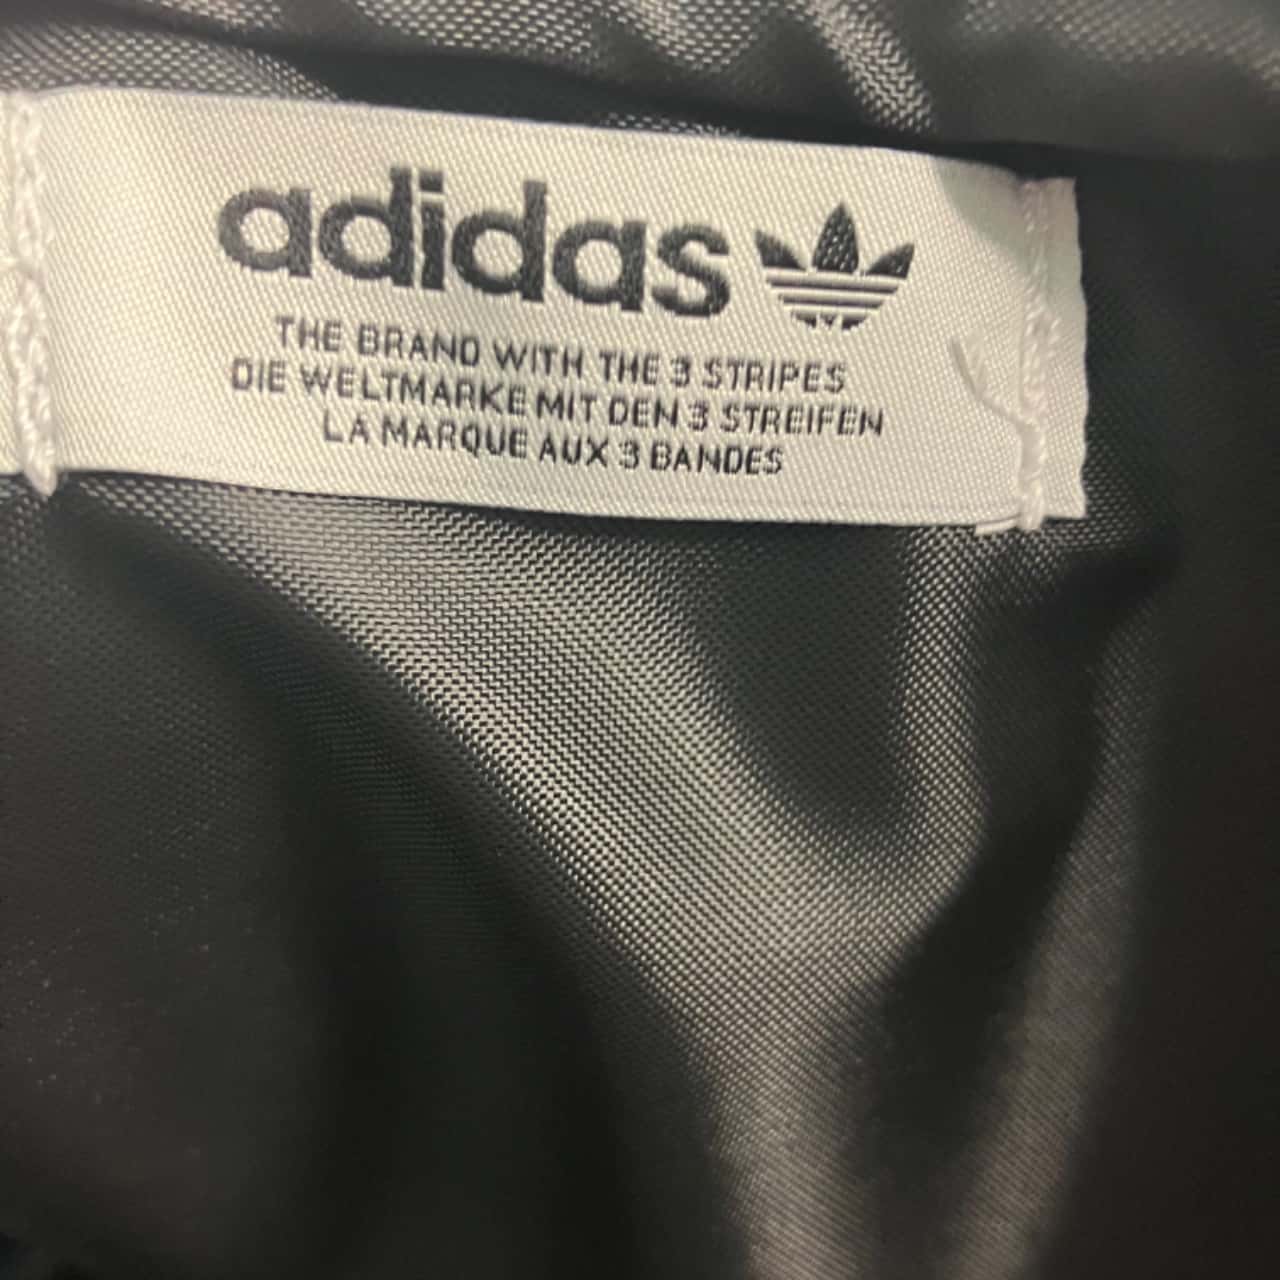 adidas
THE BRAND WITH THE 3 STRIPES
DIE WELTMARKE MIT DEN 3 STREIFEN
LA MARQUE AUX 3 BANDES